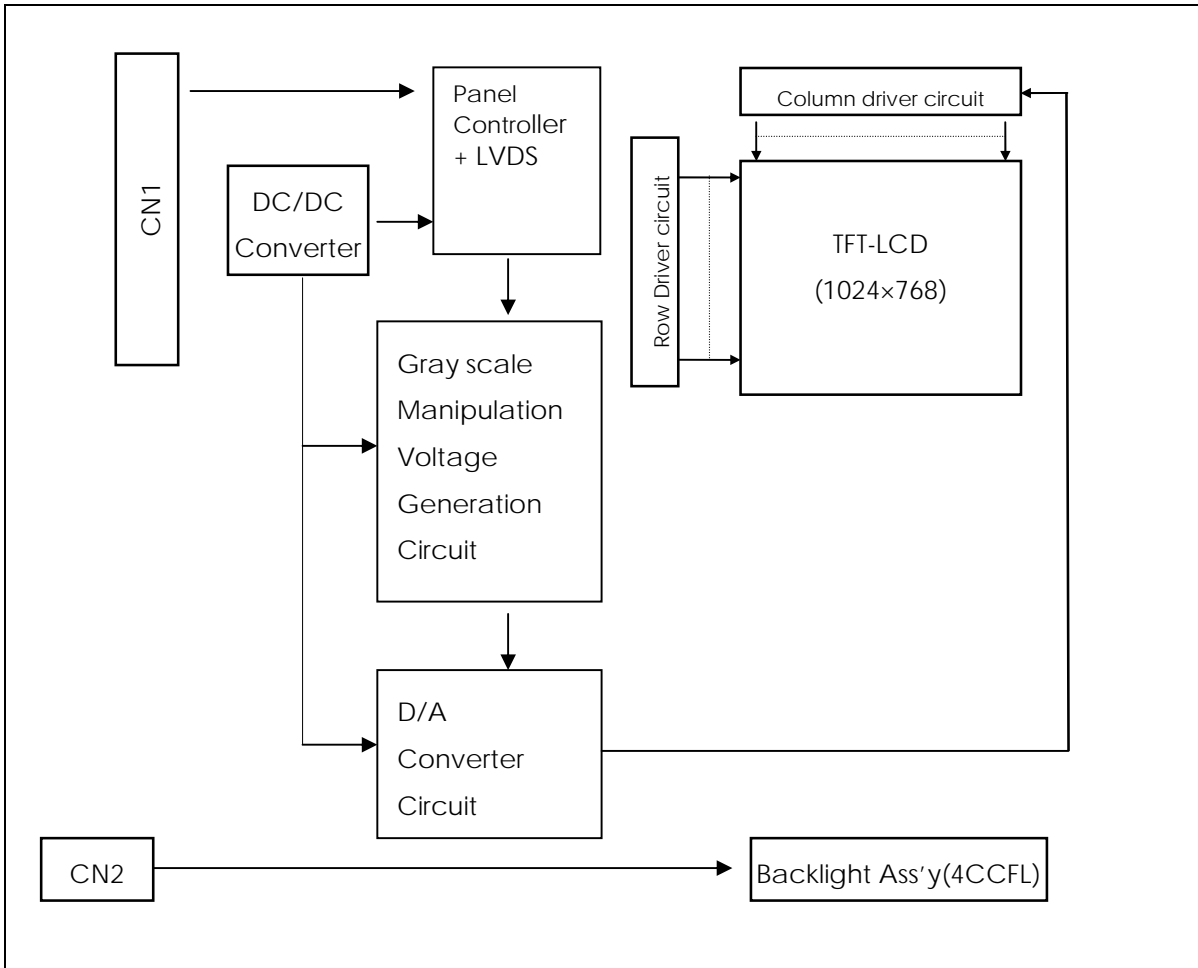 CN1
Panel
Controller
+ LVDS
DC/DC
Converter
Gray scale
Manipulation
Voltage
Generation
Circuit
D/A
Converter
Circuit
Column driver circuit
Row Driver circuit
TFT-LCD
(1024×768)
CN2
Backlight Ass'y(4CCFL)